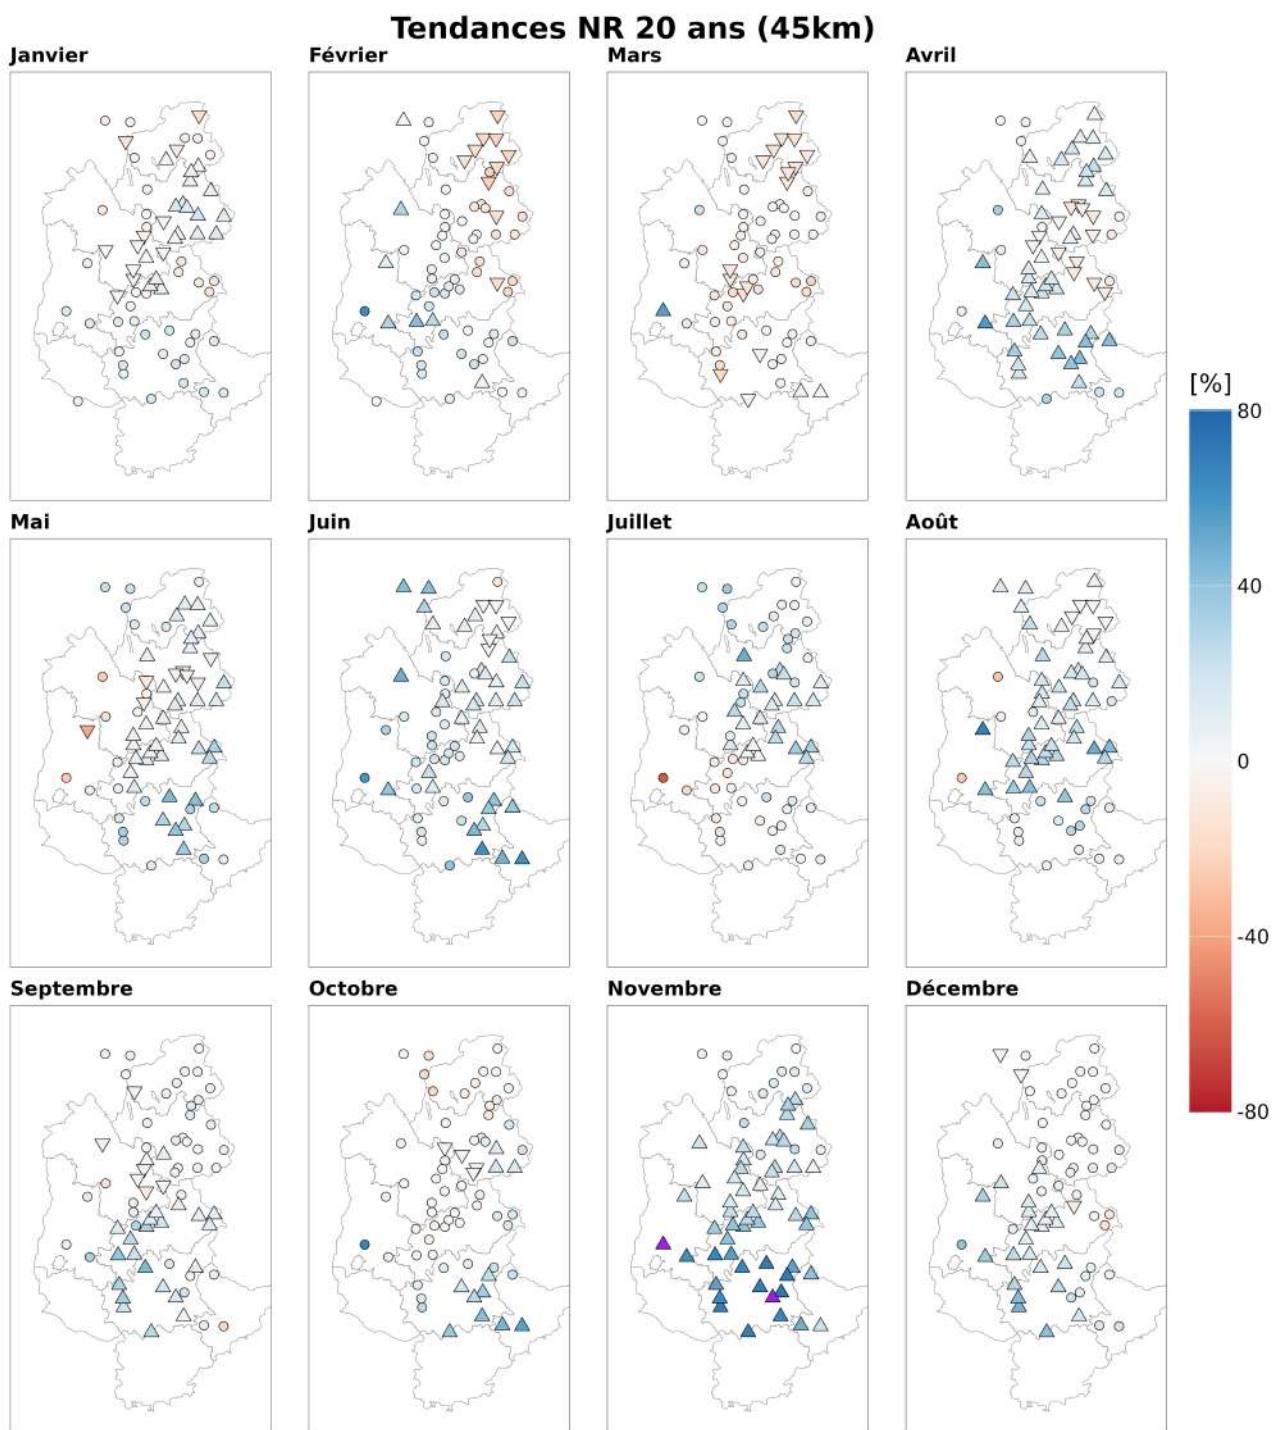 Tendances NR 20 ans (45km)
Janvier
Février
Mars
Avril
[%]
80
40
0
-40
-80
Mai
Juin
Juillet
Août
Septembre
Octobre
Novembre
Décembre